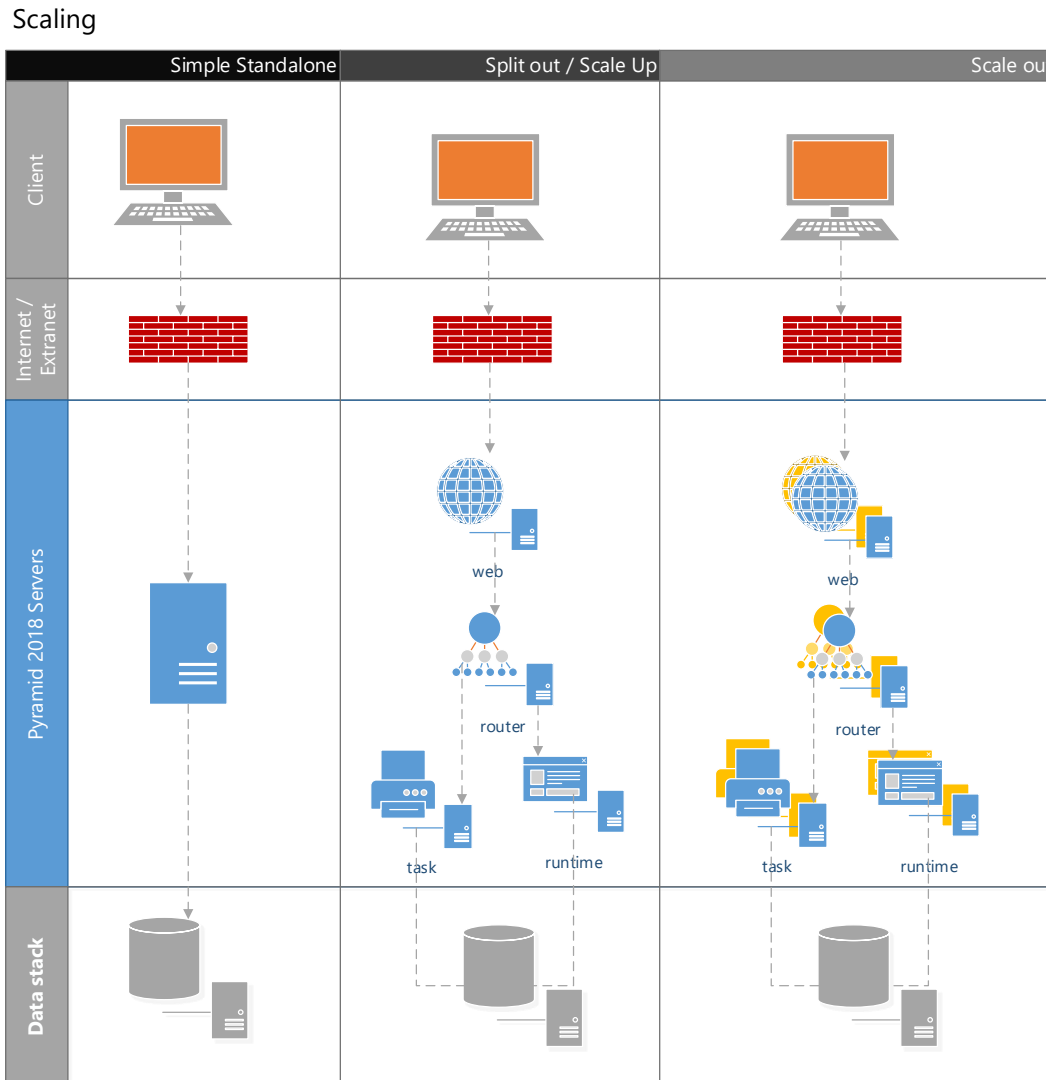 Scaling
Simple Standalone
Split out / Scale Up
Scale ou
Client
Internet /
Extranet
Pyramid 2018 Servers
web
web
router
router
task
runtime
task
runtime
Data stack